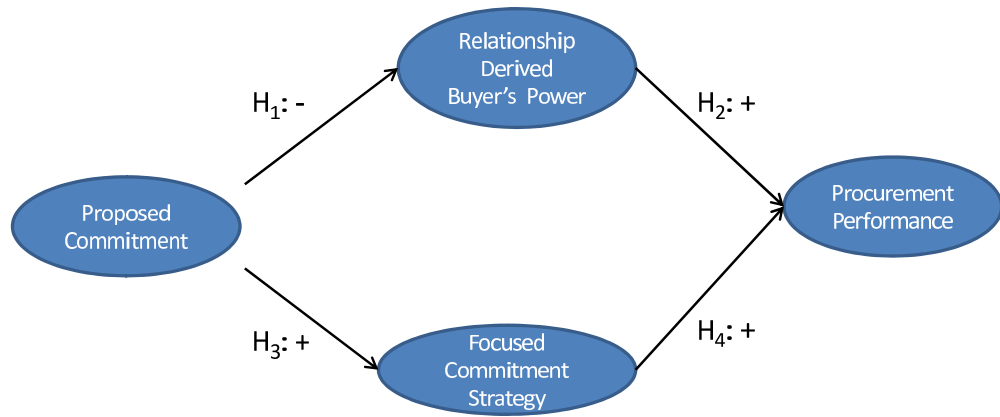 Relationship
Derived
Buyer's Power
H₁: -
H₂: +
Proposed
Commitment
Procurement
Performance
H₃: +
H₄: +
Focused
Commitment
Strategy